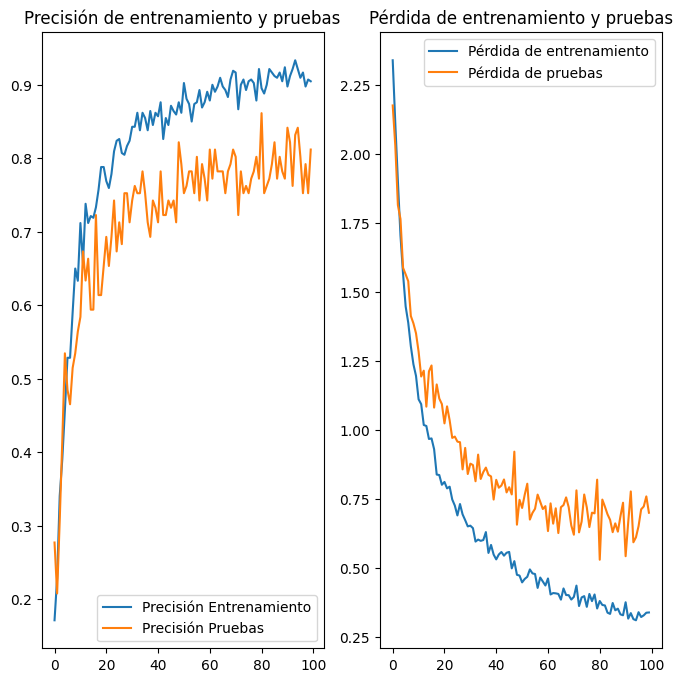 Precisión de entrenamiento y pruebas
0.9
0.8
0.7
0.6
0.5
0.4
0.3
0.2
0 20 40 60 80 100
Precisión Entrenamiento
Precisión Pruebas
Pérdida de entrenamiento y pruebas
Pérdida de entrenamiento
Pérdida de pruebas
2.25
2.00
1.75
1.50
1.25
1.00
0.75
0.50
0.25
0 20 40 60 80 100